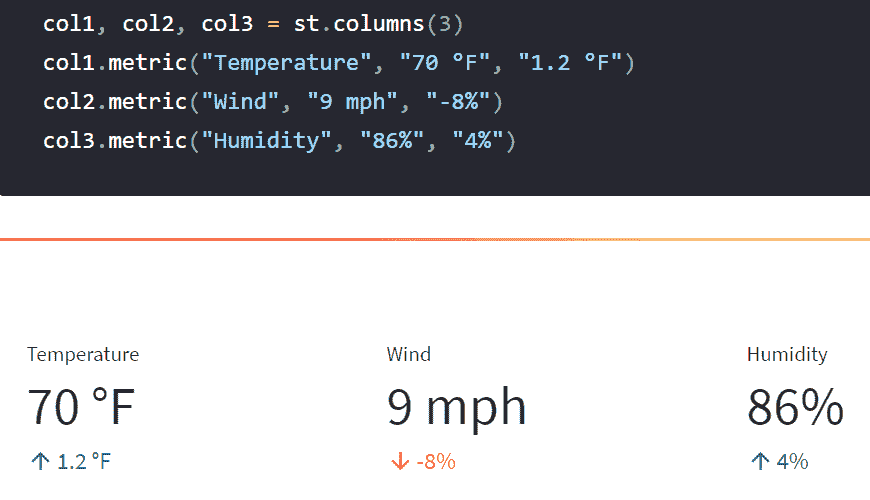 col1, col2, col3 = st.columns(3)
col1.metric("Temperature", "70 °F", "1.2 °F")
col2.metric("Wind", "9 mph", "-8%")
col3.metric("Humidity", "86%", "4%")
Temperature Wind Humidity
70 °F 9 mph 86%
↑ 1.2 °F ↓ -8% ↑ 4%